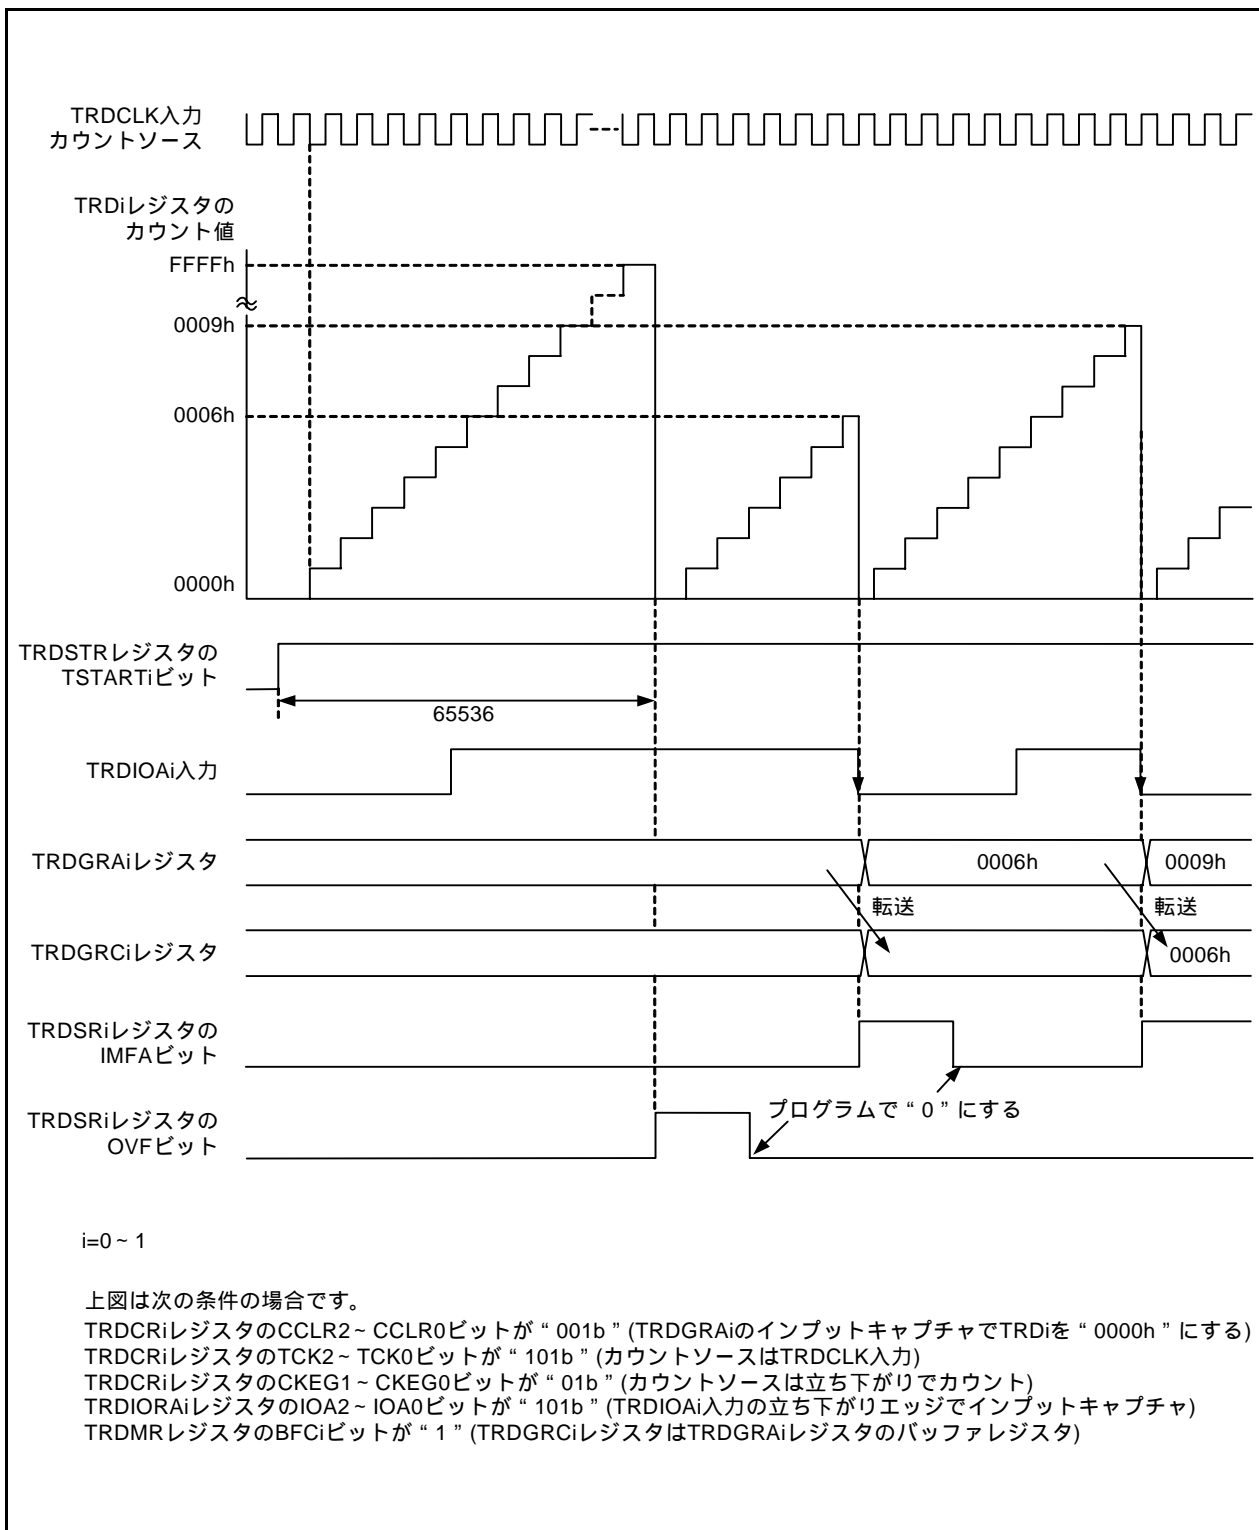 TRDCLK入力
カウントソース
TRDiレジスタの
カウント値
FFFFh
0009h
0006h
0000h
TRDSTRレジスタの
TSTARTiビット
65536
TRDIOAi入力
TRDGRAiレジスタ
0006h
0009h
転送
転送
TRDGRCiレジスタ
0006h
TRDSRiレジスタの
IMFAビット
プログラムで“0”にする
TRDSRiレジスタの
OVFビット
i=0~1
上図は次の条件の場合です。
TRDCRiレジスタのCCLR2~CCLR0ビットが“001b”(TRDGRAiのインプットキャプチャでTRDiを“0000h”にする)
TRDCRiレジスタのTCK2~TCK0ビットが“101b”(カウントソースはTRDCLK入力)
TRDCRiレジスタのCKEG1~CKEG0ビットが“01b”(カウントソースは立ち下がりでカウント)
TRDIORAiレジスタのIOA2~IOA0ビットが“101b”(TRDIOAi入力の立ち下がりエッジでインプットキャプチャ)
TRDMRレジスタのBFCiビットが“1”(TRDGRCiレジスタはTRDGRAiレジスタのバッファレジスタ)